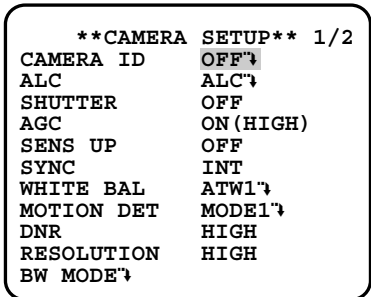 **CAMERA SETUP** 1/2
CAMERA ID OFF
ALC ALC
SHUTTER OFF
AGC ON(HIGH)
SENS UP OFF
SYNC INT
WHITE BAL ATW1
MOTION DET MODE1
DNR HIGH
RESOLUTION HIGH
BW MODE